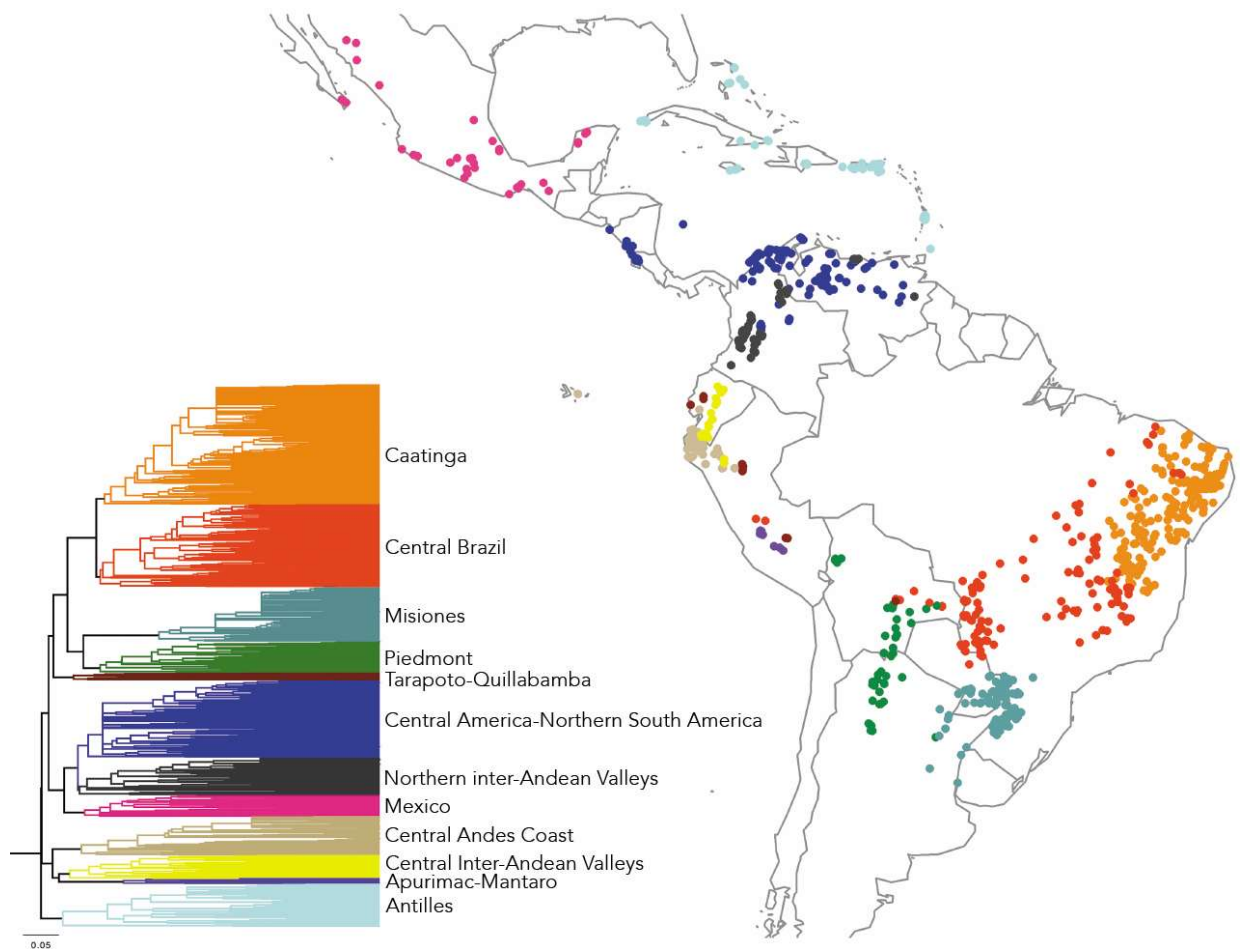 Caatinga
Central Brazil
Misiones
Piedmont
Tarapoto-Quillabamba
Central America-Northern South America
Northern inter-Andean Valleys
Mexico
Central Andes Coast
Central Inter-Andean Valleys
Apurimac-Mantaro
Antilles
0.05